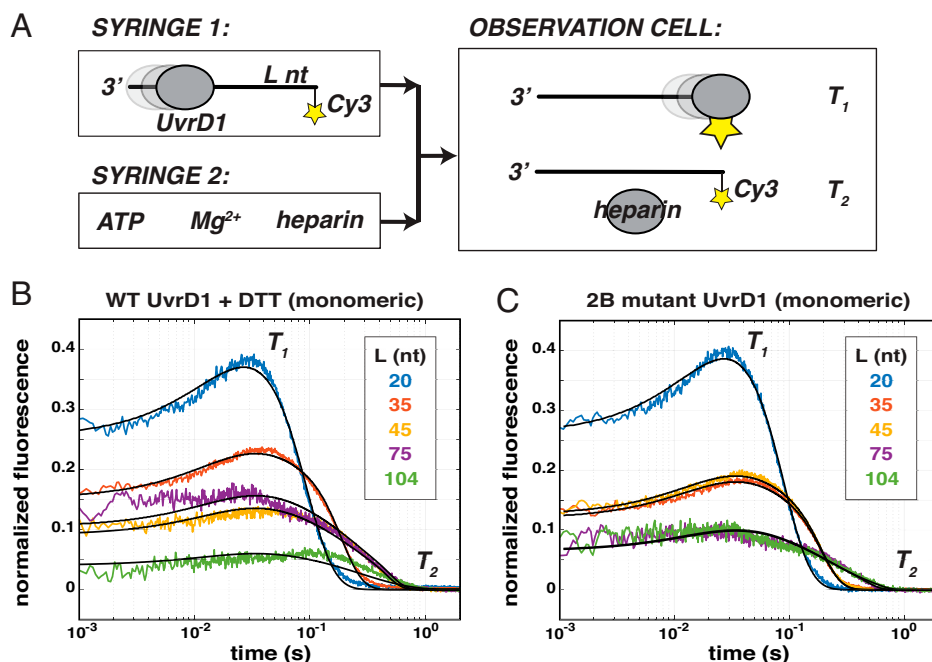 A
SYRINGE 1:
3'
L nt
UvrD1
Cy3
SYRINGE 2:
ATP Mg²⁺ heparin
OBSERVATION CELL:
3'
T₁
3'
Cy3
T₂
heparin
B
WT UvrD1 + DTT (monomeric)
normalized fluorescence
0.4
0.3
0.2
0.1
0
T₁
L (nt)
20
35
45
75
104
T₂
10⁻³ 10⁻² 10⁻¹ 10⁰
time (s)
C
2B mutant UvrD1 (monomeric)
normalized fluorescence
0.4
0.3
0.2
0.1
0
T₁
L (nt)
20
35
45
75
104
T₂
10⁻³ 10⁻² 10⁻¹ 10⁰
time (s)